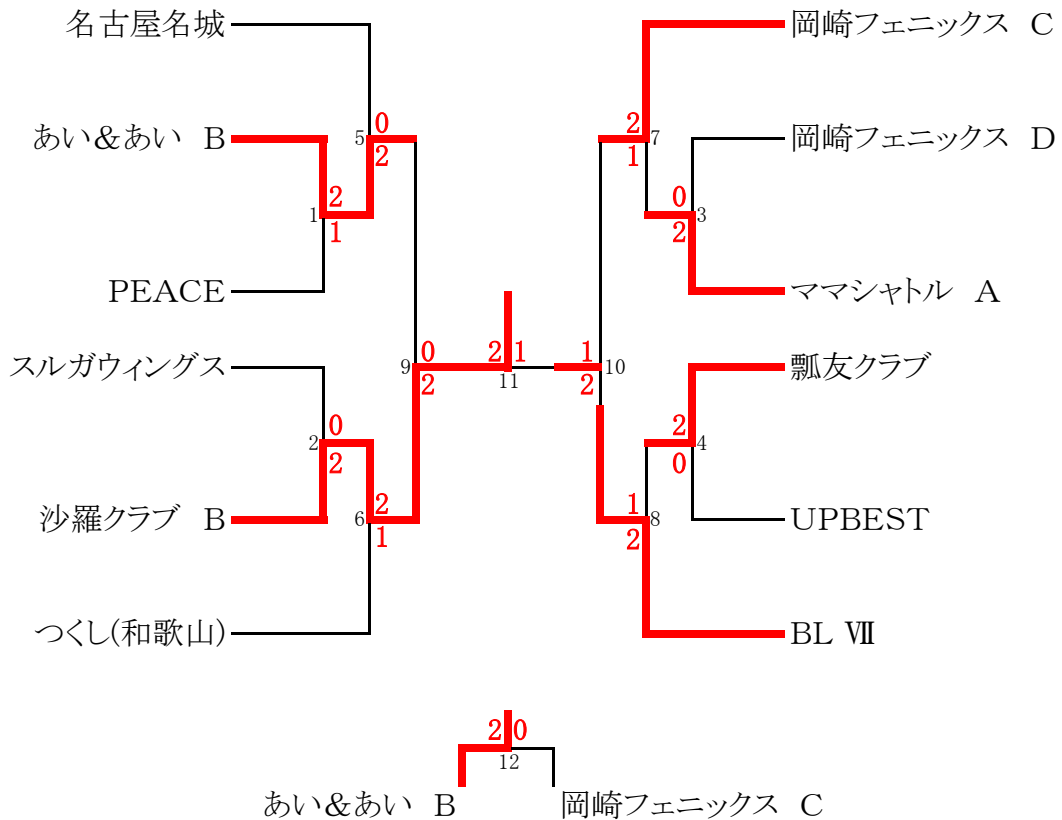 名古屋名城
岡崎フェニックス C
5 0
2
2 7
1
あい&あい B
岡崎フェニックス D
1 2
1
0 3
2
PEACE
ママシャトル A
スルガウィングス
9 0
2
2 1
11
1 10
2
瓢友クラブ
2 0
2
2 4
0
沙羅クラブ B
6 2
1
1 8
2
UPBEST
つくし(和歌山)
BL Ⅶ
2 0
12
あい&あい B
岡崎フェニックス C